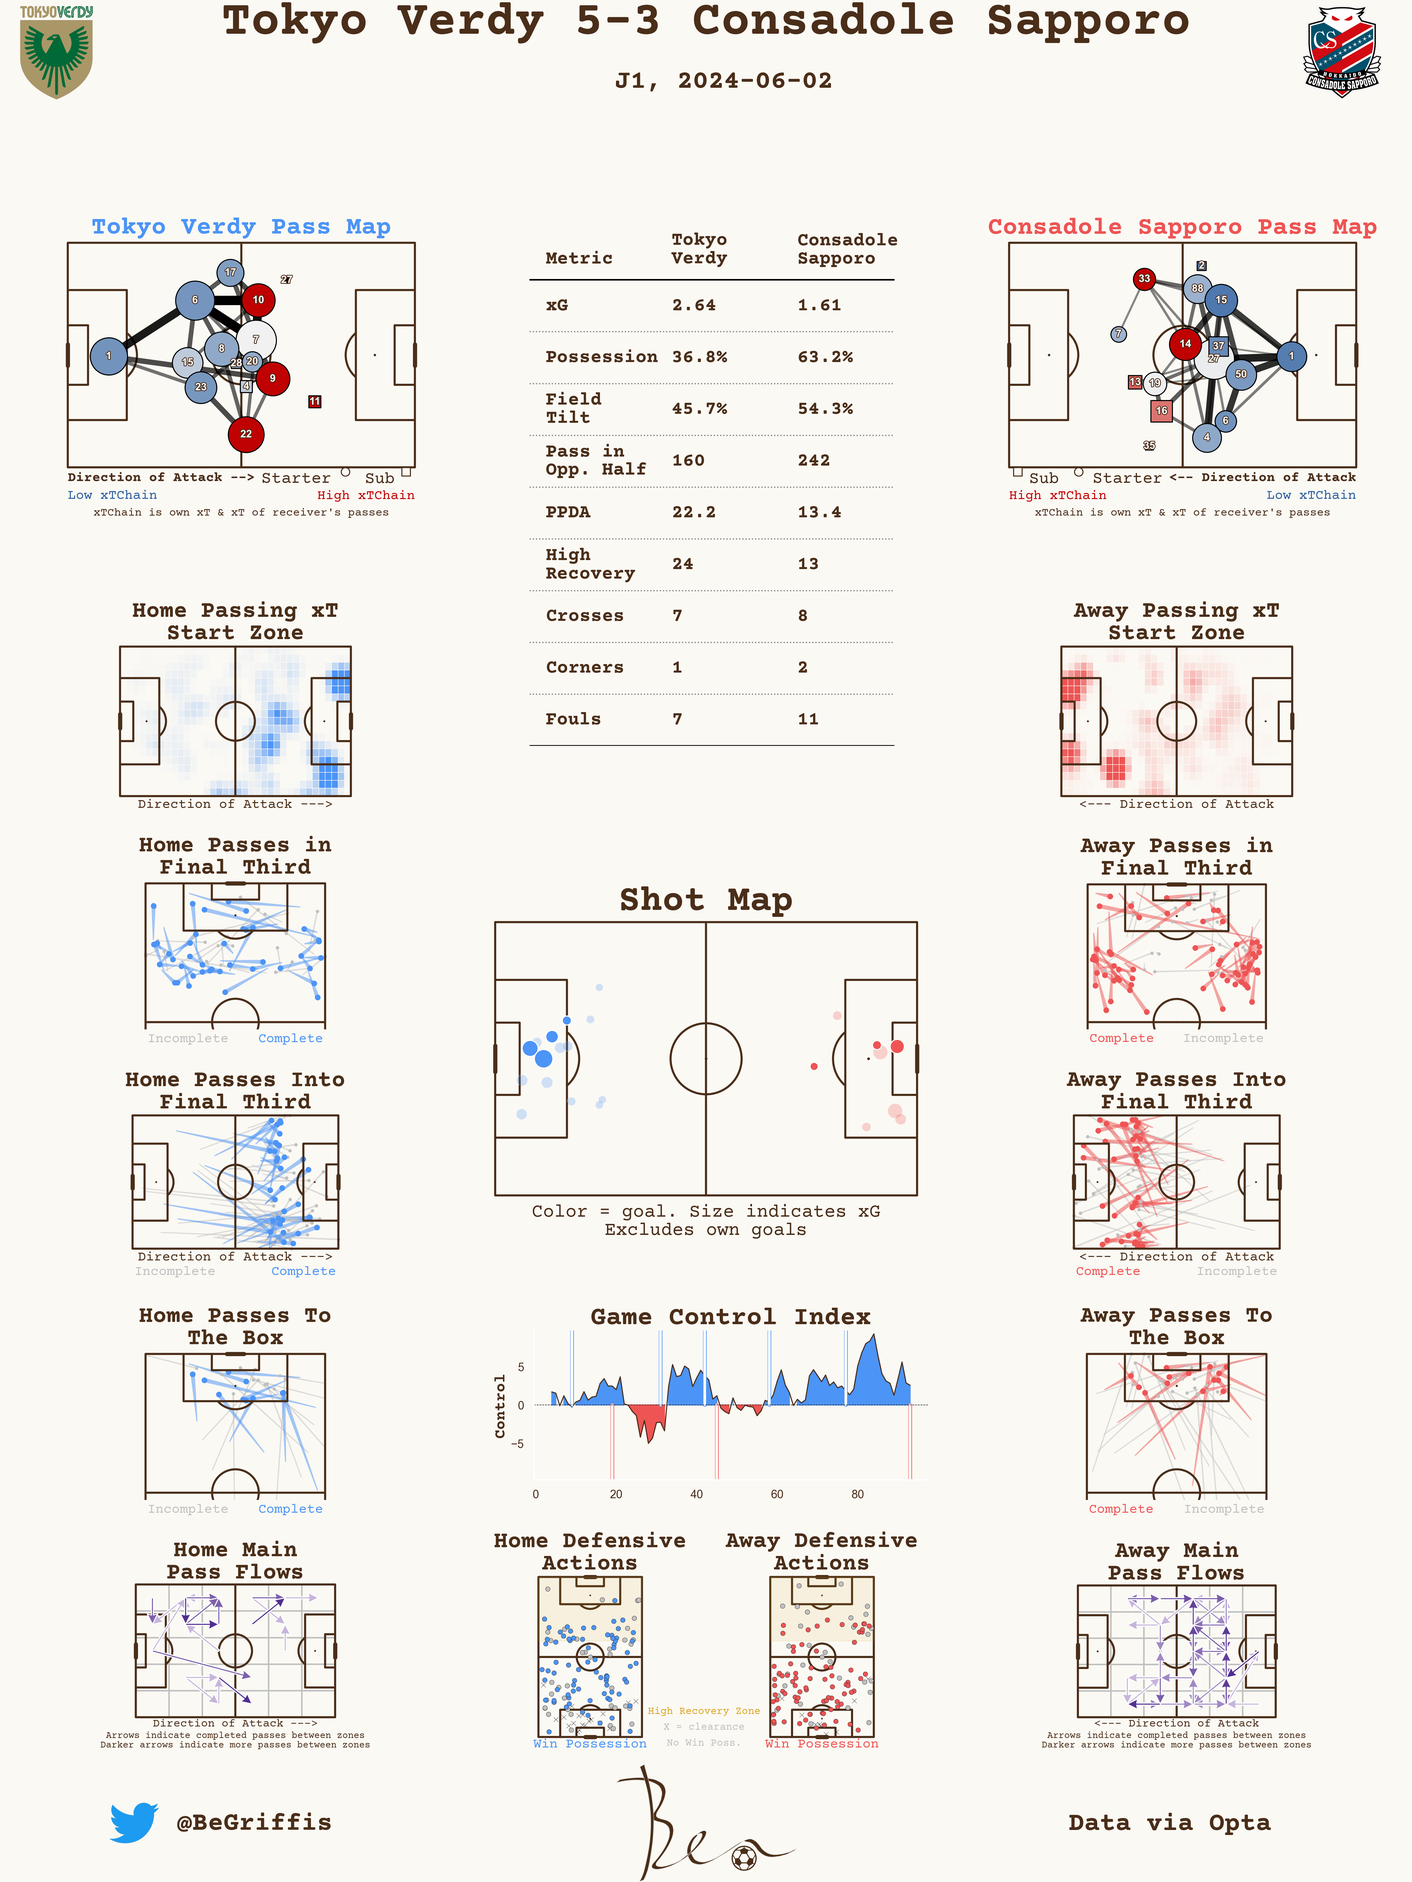 TOKYOVERDY
Tokyo Verdy 5-3 Consadole Sapporo
J1, 2024-06-02
CS
HOKKAIDO
CONSADOLE SAPPORO
Tokyo Verdy Pass Map
17
27
6
10
7
8
1
15
28
20
23
4
9
11
22
Direction of Attack --> Starter Sub
Low xTChain High xTChain
xTChain is own xT & xT of receiver's passes
Metric Tokyo Verdy Consadole Sapporo
xG 2.64 1.61
Possession 36.8% 63.2%
Field Tilt 45.7% 54.3%
Pass in Opp. Half 160 242
PPDA 22.2 13.4
High Recovery 24 13
Crosses 7 8
Corners 1 2
Fouls 7 11
Consadole Sapporo Pass Map
2
33
88
15
7
14
37
27
1
13
19
50
16
6
4
35
Sub Starter <-- Direction of Attack
High xTChain Low xTChain
xTChain is own xT & xT of receiver's passes
Home Passing xT
Start Zone
Direction of Attack --->
Away Passing xT
Start Zone
<--- Direction of Attack
Home Passes in
Final Third
Incomplete Complete
Away Passes in
Final Third
Complete Incomplete
Shot Map
Color = goal. Size indicates xG
Excludes own goals
Home Passes Into
Final Third
Direction of Attack --->
Incomplete Complete
Away Passes Into
Final Third
<--- Direction of Attack
Complete Incomplete
Home Passes To
The Box
Incomplete Complete
Game Control Index
Control
5
0
−5
0 20 40 60 80
Away Passes To
The Box
Complete Incomplete
Home Main
Pass Flows
Direction of Attack --->
Arrows indicate completed passes between zones
Darker arrows indicate more passes between zones
Home Defensive
Actions
Win Possession
High Recovery Zone
X = clearance
No Win Poss.
Away Defensive
Actions
Win Possession
Away Main
Pass Flows
<--- Direction of Attack
Arrows indicate completed passes between zones
Darker arrows indicate more passes between zones
@BeGriffis
Ben
Data via Opta